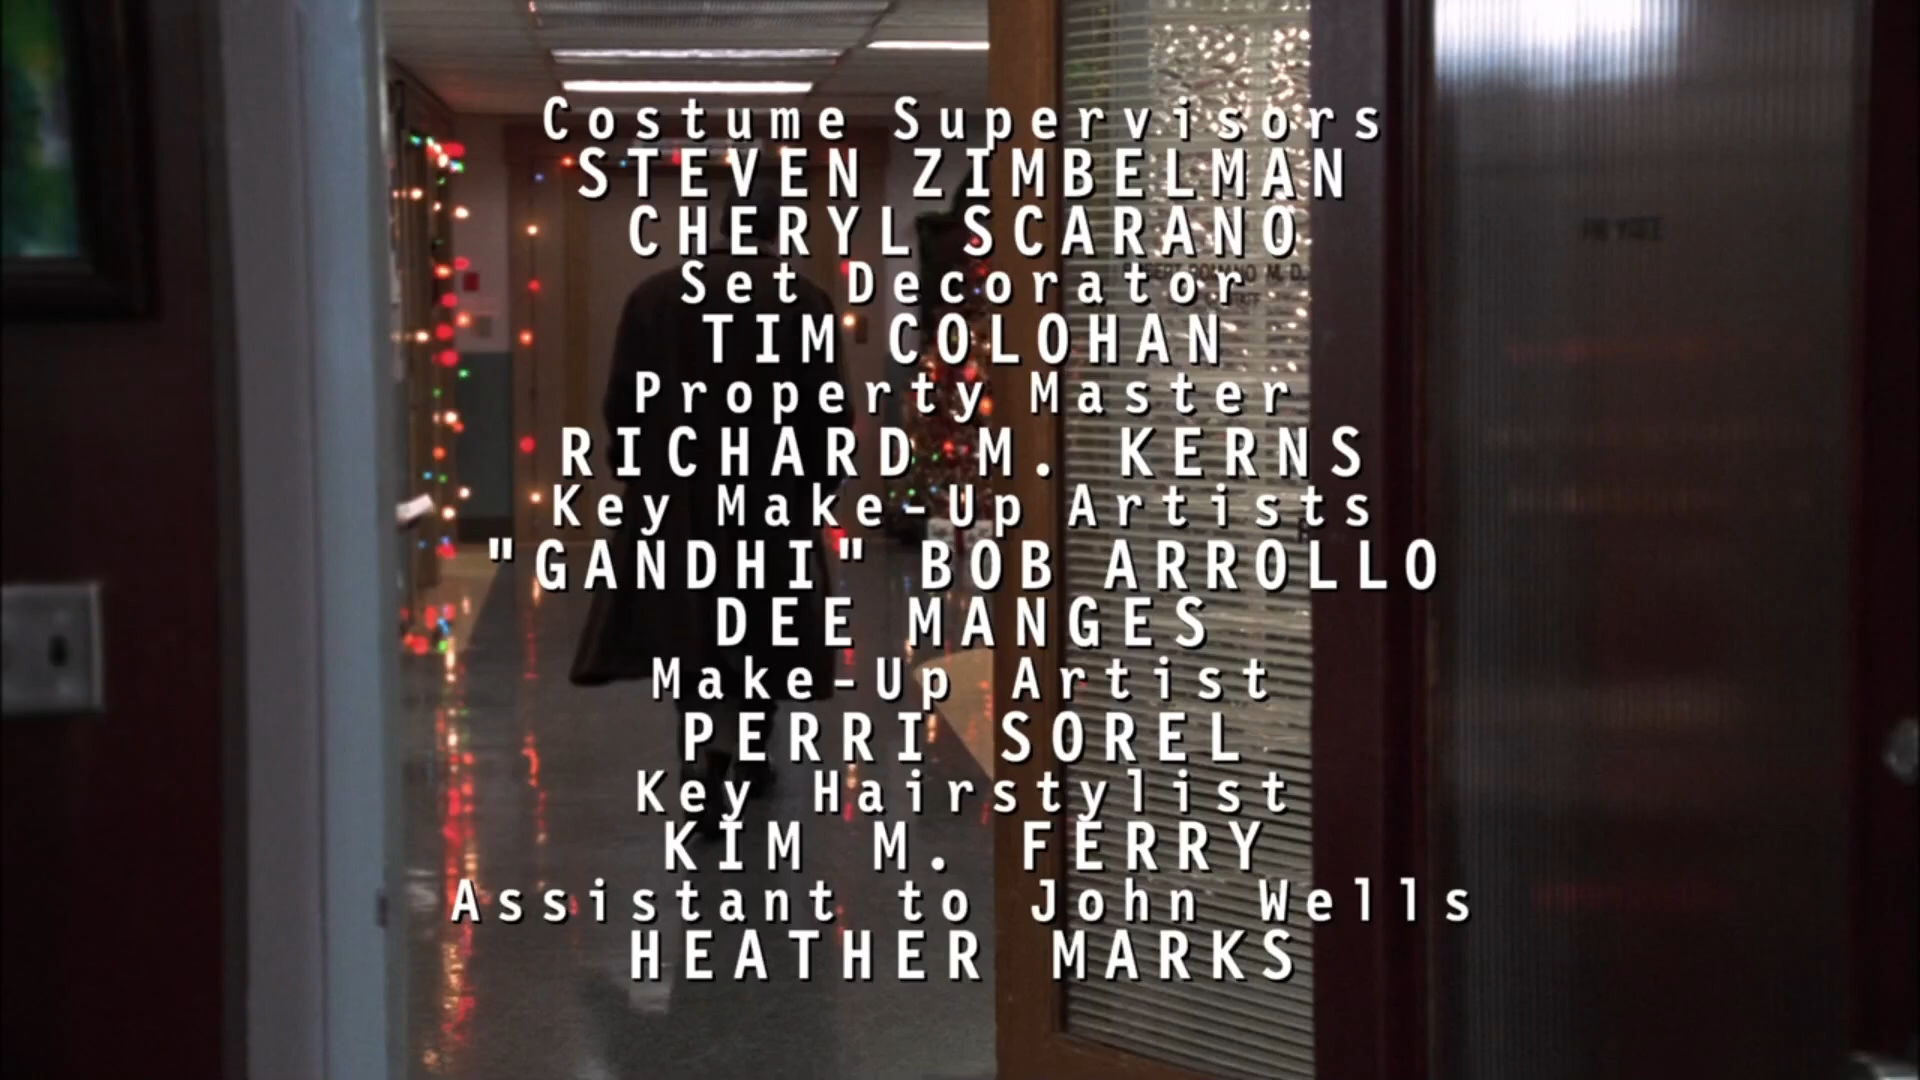 Costume Supervisors
STEVEN ZIMBELMAN
CHERYL SCARANO
Set Decorator
TIM COLOHAN
Property Master
RICHARD M. KERNS
Key Make-Up Artists
"GANDHI" BOB ARROLLO
DEE MANGES
Make-Up Artist
PERRI SOREL
Key Hairstylist
KIM M. FERRY
Assistant to John Wells
HEATHER MARKS
PRIVATE
ROMANO M. D.